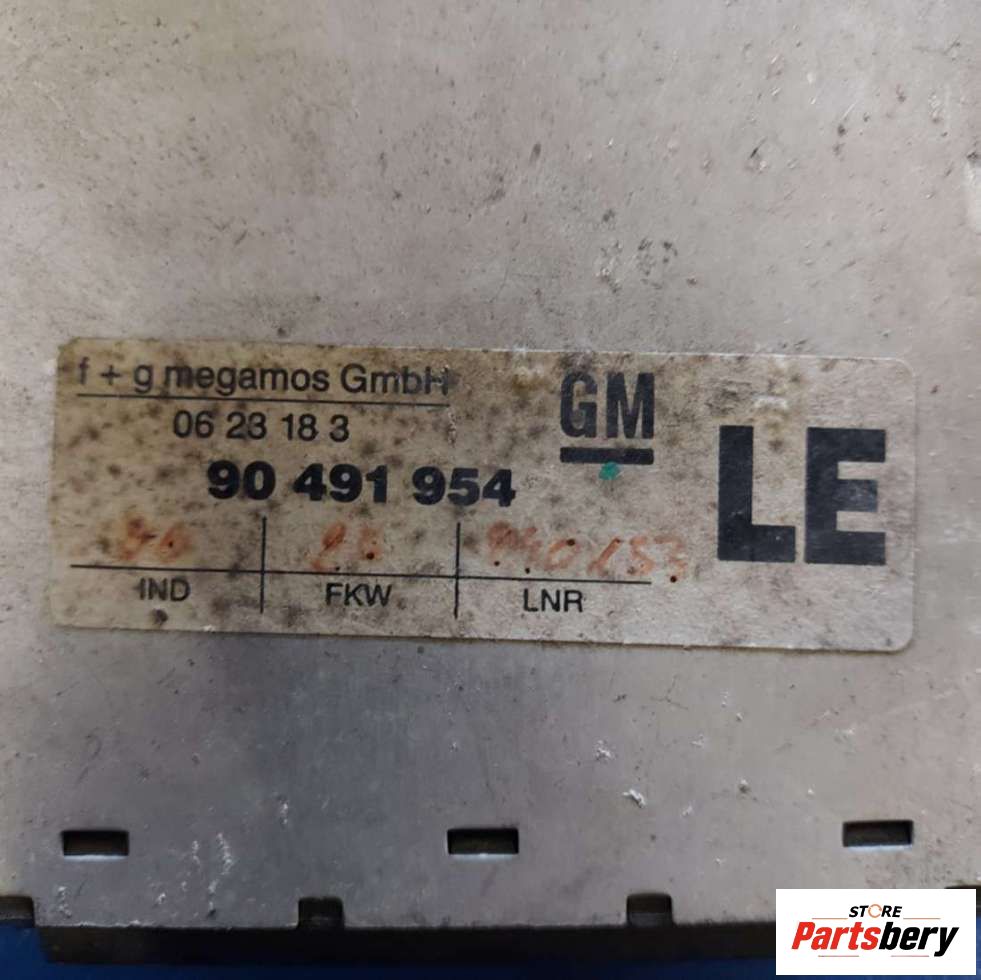 f + g megamos GmbH
06 23 18 3
90 491 954
GM
LE
IND FKW LNR
STORE
Partsbery